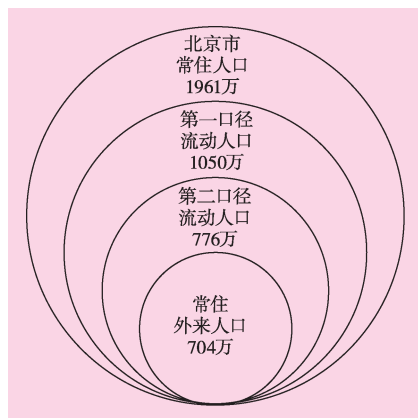 北京市
常住人口
1961万
第一口径
流动人口
1050万
第二口径
流动人口
776万
常住
外来人口
704万